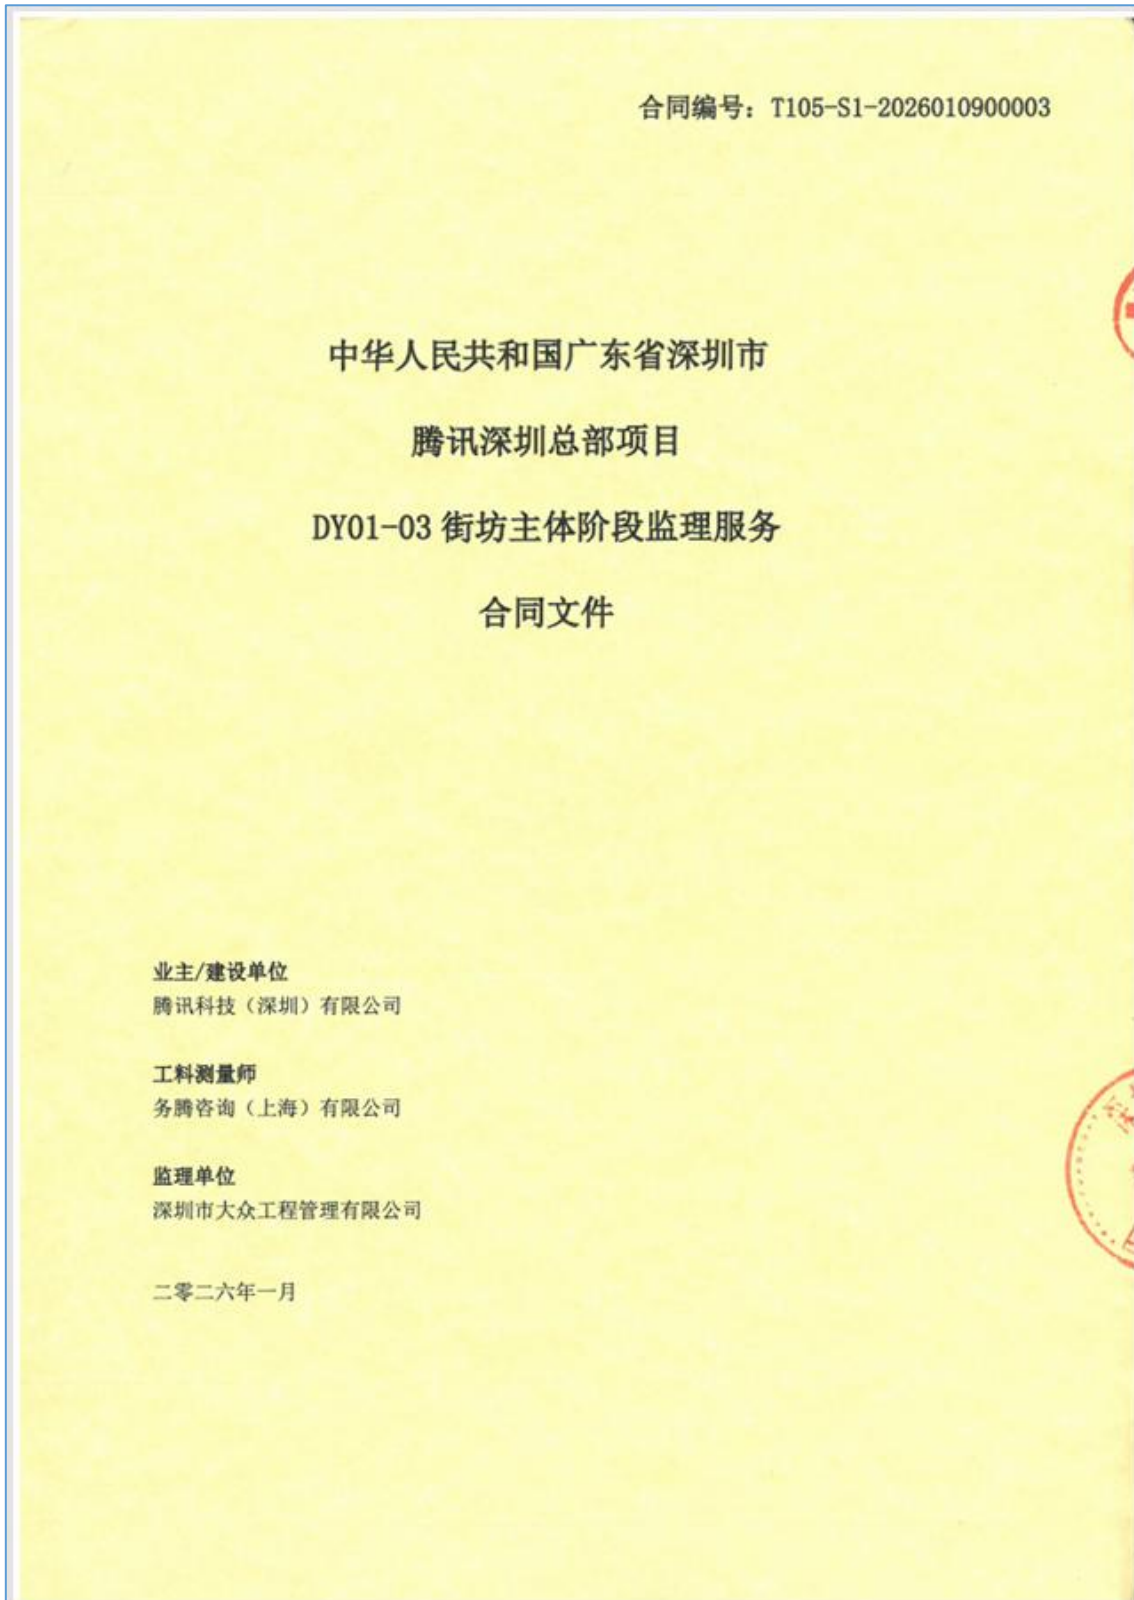 合同编号：T105-S1-2026010900003
中华人民共和国广东省深圳市
腾讯深圳总部项目
DY01-03 街坊主体阶段监理服务
合同文件
业主/建设单位
腾讯科技（深圳）有限公司
工料测量师
务腾咨询（上海）有限公司
监理单位
深圳市大众工程管理有限公司
二零二六年一月